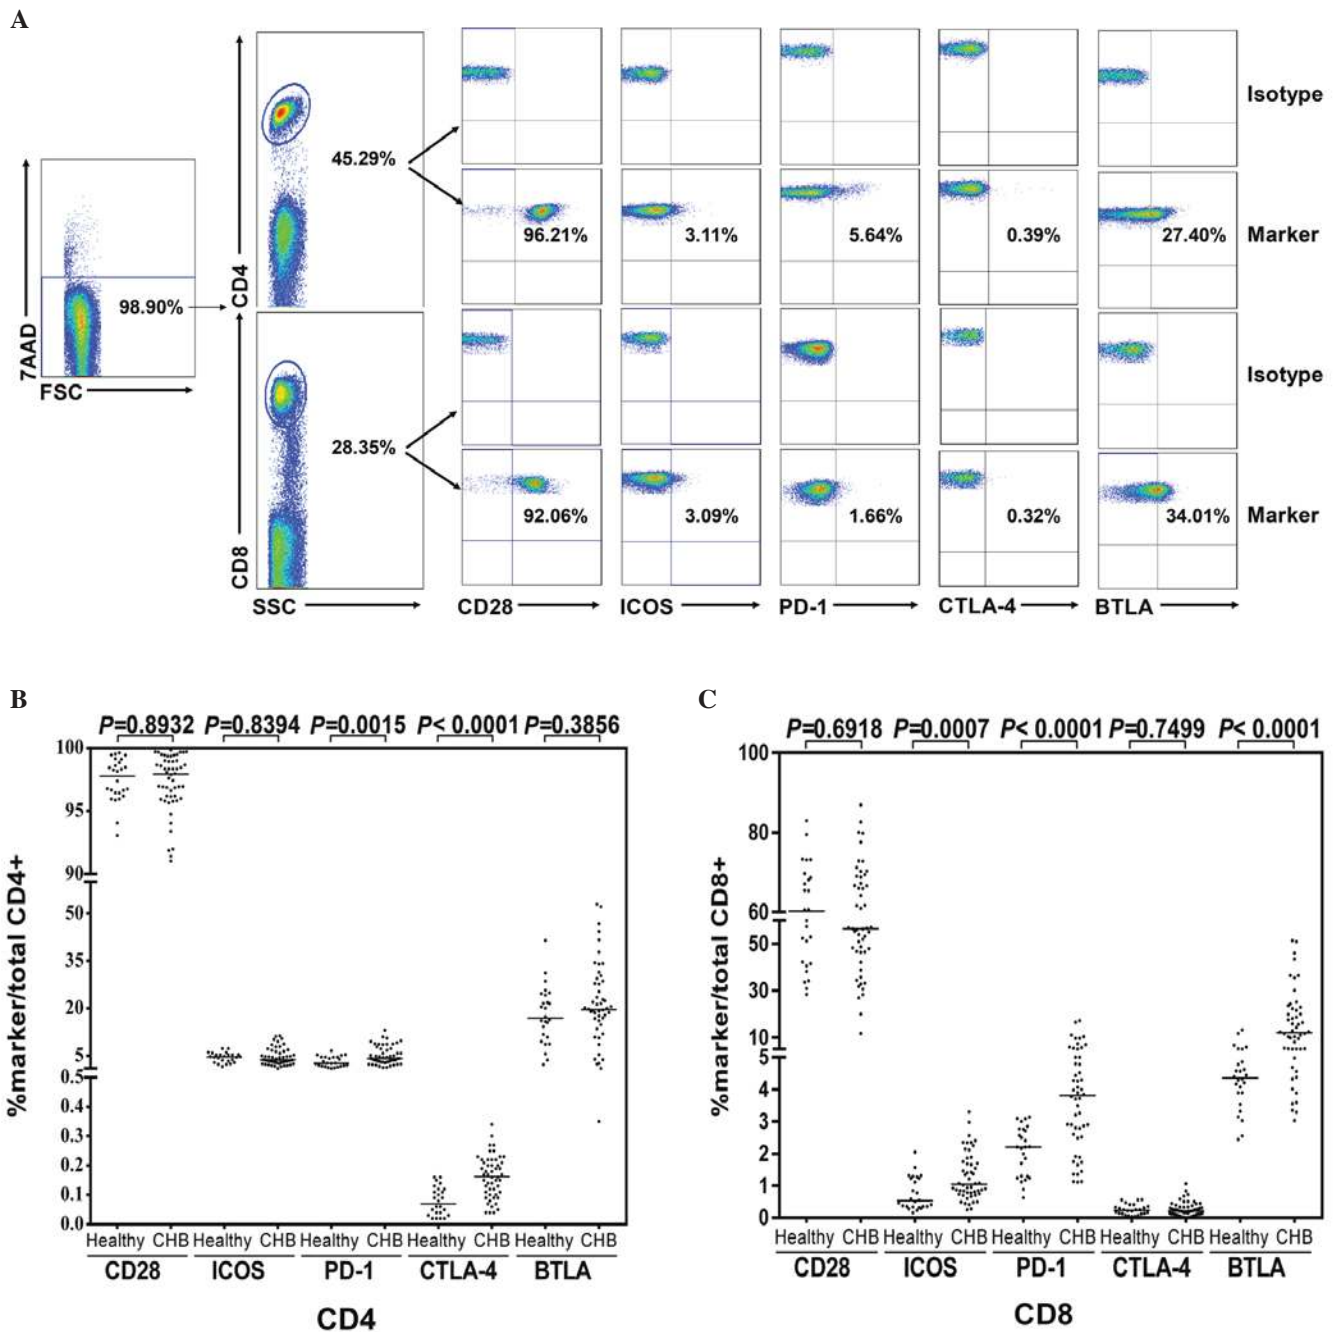 A
Isotype
45.29%
CD4
96.21% 3.11% 5.64% 0.39% 27.40%
Marker
7AAD
98.90%
FSC
Isotype
28.35%
CD8
92.06% 3.09% 1.66% 0.32% 34.01%
Marker
SSC CD28 ICOS PD-1 CTLA-4 BTLA
B
P=0.8932 P=0.8394 P=0.0015 P< 0.0001 P=0.3856
%marker/total CD4+
100
95
90
50
35
20
5
0.5
0.4
0.3
0.2
0.1
0.0
Healthy CHB Healthy CHB Healthy CHB Healthy CHB Healthy CHB
CD28 ICOS PD-1 CTLA-4 BTLA
CD4
C
P=0.6918 P=0.0007 P< 0.0001 P=0.7499 P< 0.0001
%marker/total CD8+
100
80
60
50
30
10
5
4
3
2
1
0
Healthy CHB Healthy CHB Healthy CHB Healthy CHB Healthy CHB
CD28 ICOS PD-1 CTLA-4 BTLA
CD8